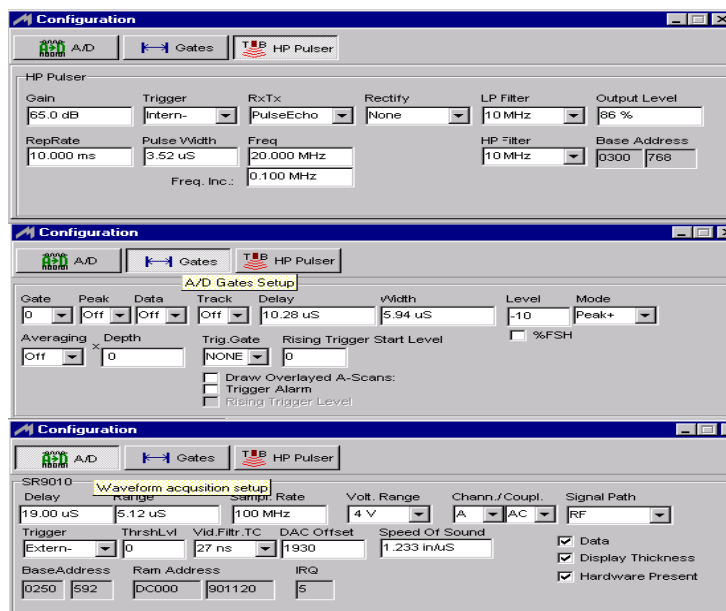 Configuration
A/D Gates HP Pulser
HP Pulser
Gain Trigger RxTx Rectify LP Filter Output Level
65.0 dB Intern- PulseEcho None 10 MHz 86 %
RepRate Pulse Width Freq HP Filter Base Address
10.000 ms 3.52 uS 20.000 MHz 10 MHz 0300 768
Freq. Inc.: 0.100 MHz
Configuration
A/D Gates HP Pulser
A/D Gates Setup
Gate Peak Data Track Delay Width Level Mode
0 Off Off Off 10.28 uS 5.94 uS -10 Peak+
%FSH
Averaging x Depth Trig.Gate Rising Trigger Start Level
Off 0 NONE 0
Draw Overlayed A-Scans:
Trigger Alarm
Rising Trigger Level
Configuration
A/D Gates HP Pulser
SR9010
Waveform acqusition setup
Delay Range Sampl. Rate Volt. Range Chann./Coupl. Signal Path
19.00 uS 5.12 uS 100 MHz 4 V A AC RF
Trigger ThrshLvl Vid.Filtr.TC DAC Offset Speed Of Sound
Extern- 0 27 ns 1930 1.233 in/uS
Data
Display Thickness
Hardware Present
BaseAddress Ram Address IRQ
0250 592 DC000 901120 5